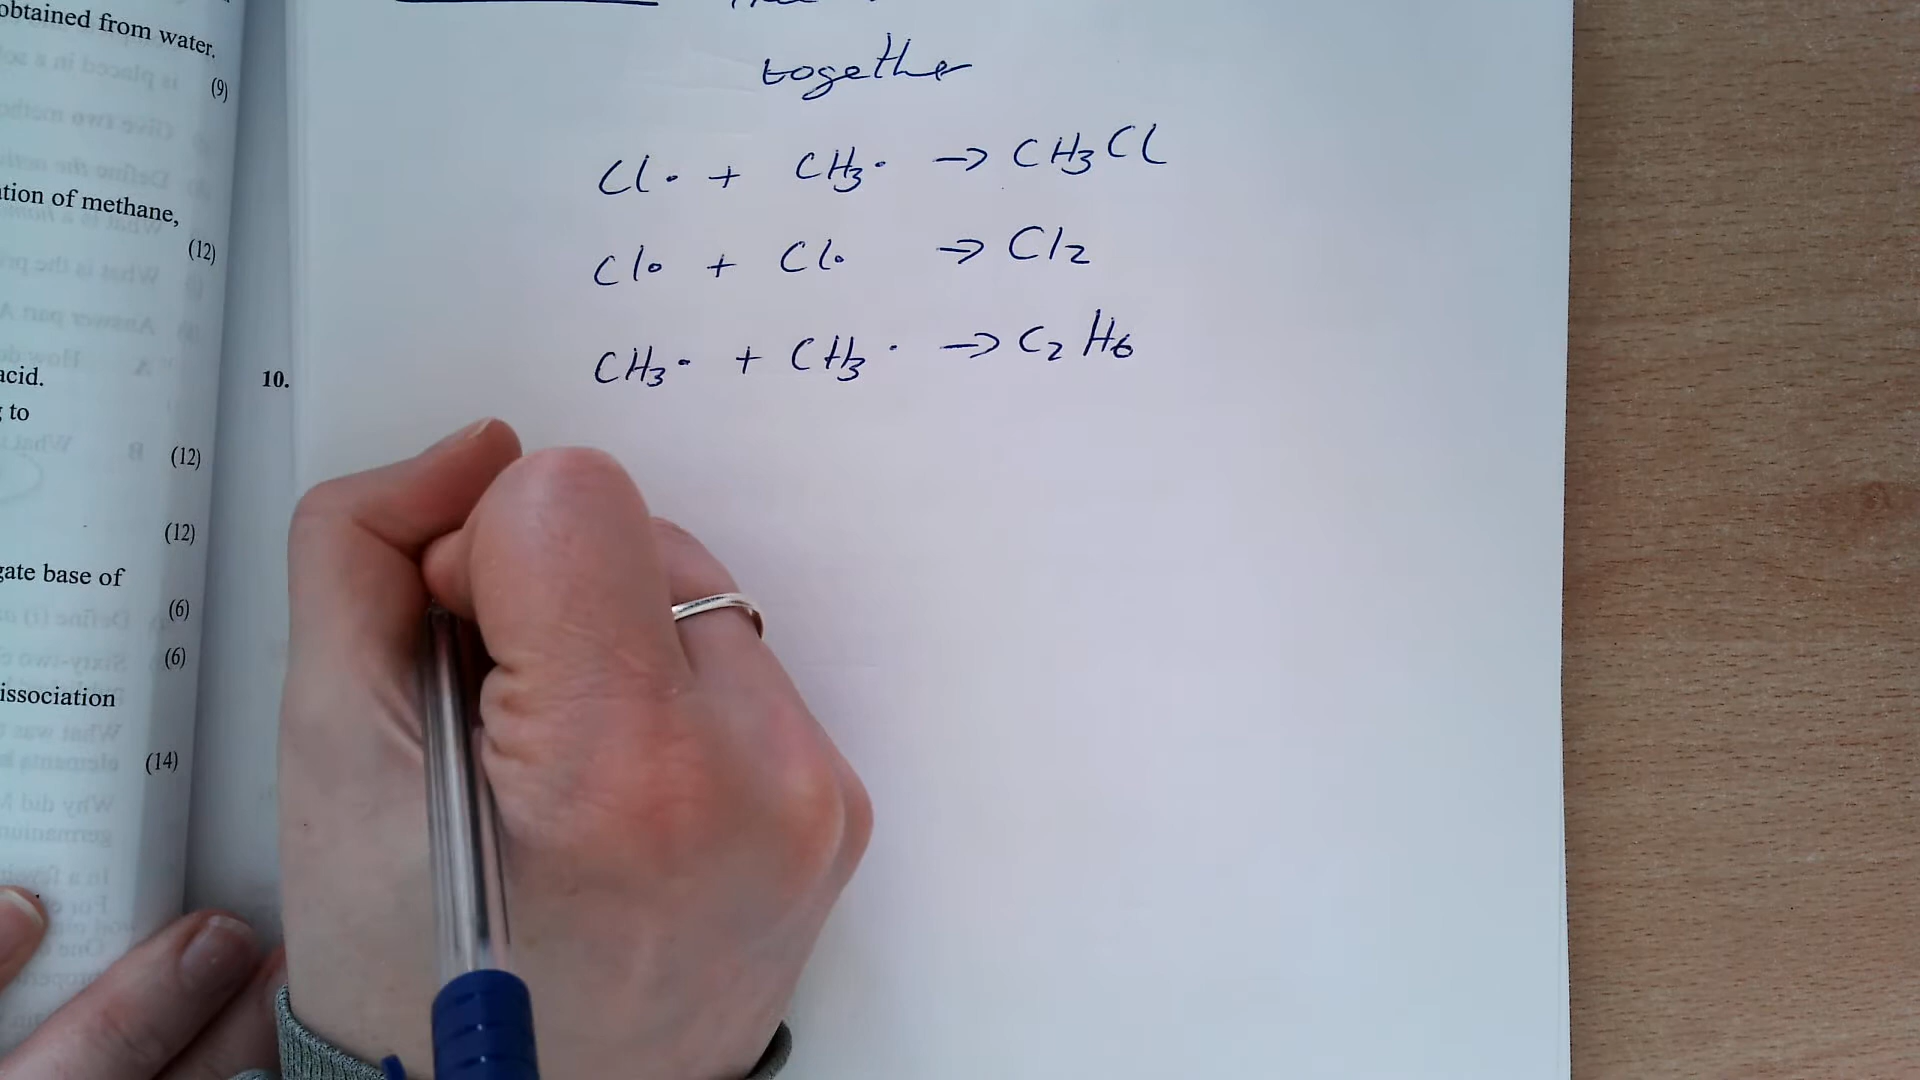 obtained from water.
(9)
tion of methane,
(12)
acid.
to
(12)
(12)
gate base of
(6)
(6)
issociation
(14)
10.
together
Cl· + CH3· → CH3Cl
Cl· + Cl· → Cl2
CH3· + CH3· → C2H6